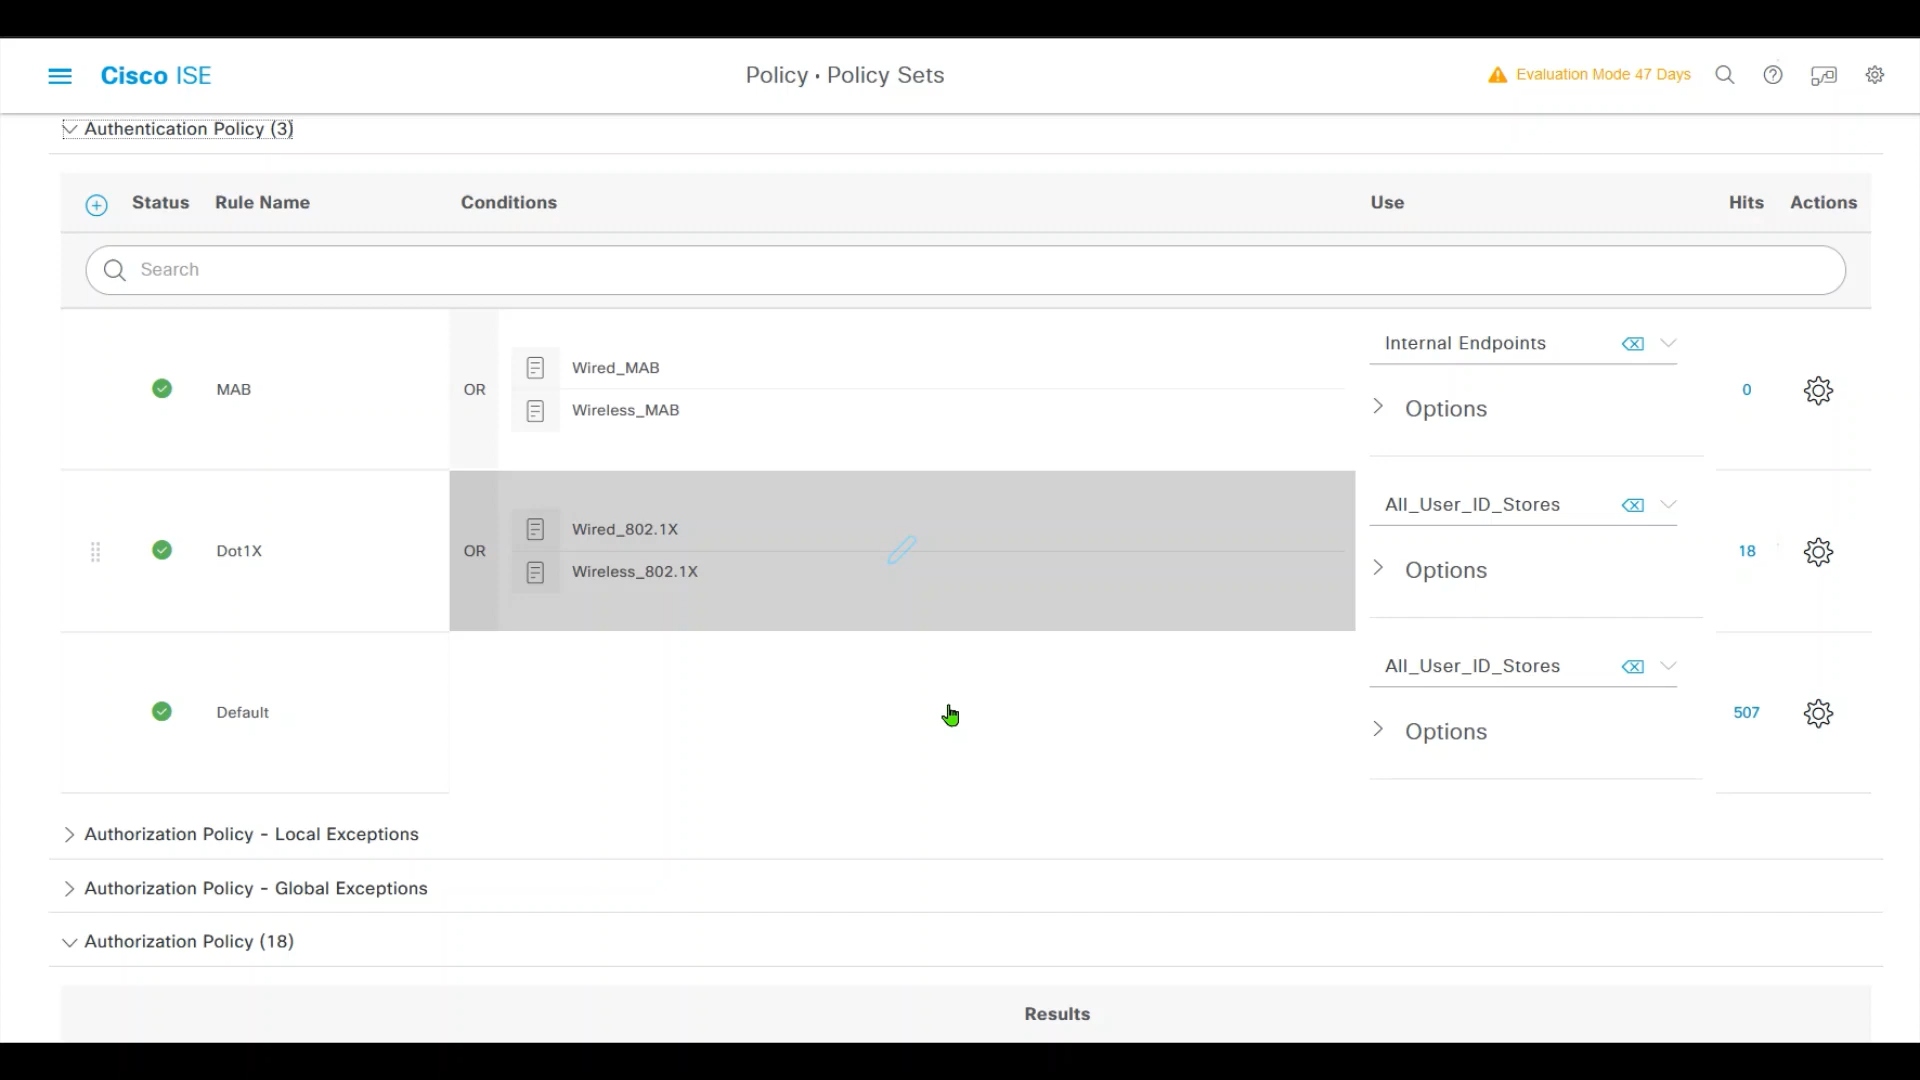 Cisco ISE
Policy · Policy Sets
Evaluation Mode 47 Days
Authentication Policy (3)
Status Rule Name Conditions Use Hits Actions
Search
MAB
OR
Wired_MAB
Wireless_MAB
Internal Endpoints
Options
0
Dot1X
OR
Wired_802.1X
Wireless_802.1X
All_User_ID_Stores
Options
18
Default
All_User_ID_Stores
Options
507
Authorization Policy - Local Exceptions
Authorization Policy - Global Exceptions
Authorization Policy (18)
Results